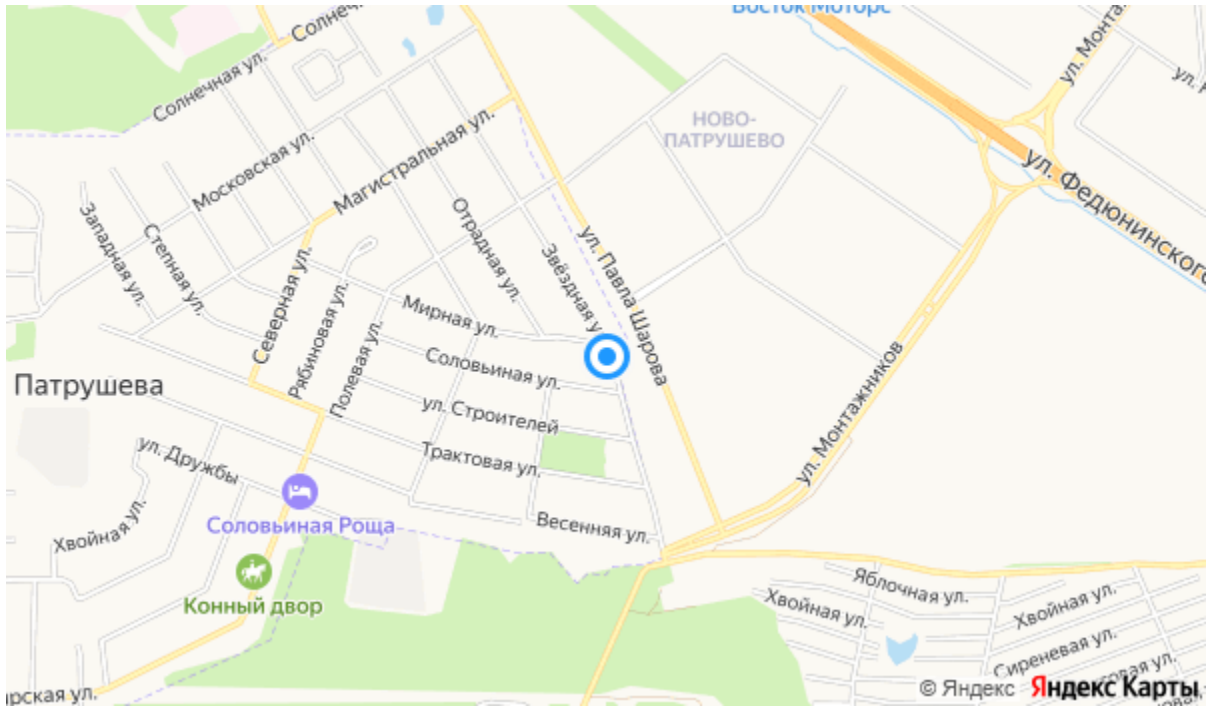 Восток Моторс
Солнеч
Солнечная ул.
ул. Монта
ул.
НОВО-
ПАТРУШЕВО
Московская ул.
Магистральная ул.
ул. Федюнинского
Западная ул.
Степная ул.
Отрадная ул.
Звёздная у
ул. Павла Шарова
Северная ул.
Рябиновая ул.
Полевая ул.
Мирная ул.
Соловьиная ул.
Патрушева
ул. Строителей
ул. Монтажников
ул. Дружбы
Трактовая ул.
Соловьиная Роща
Весенняя ул.
Хвойная ул.
Конный двор
Яблочная ул.
Хвойная ул.
Хвойная ул.
Сиреневая ул.
товая ул.
ирская ул.
© Яндекс Яндекс Карты